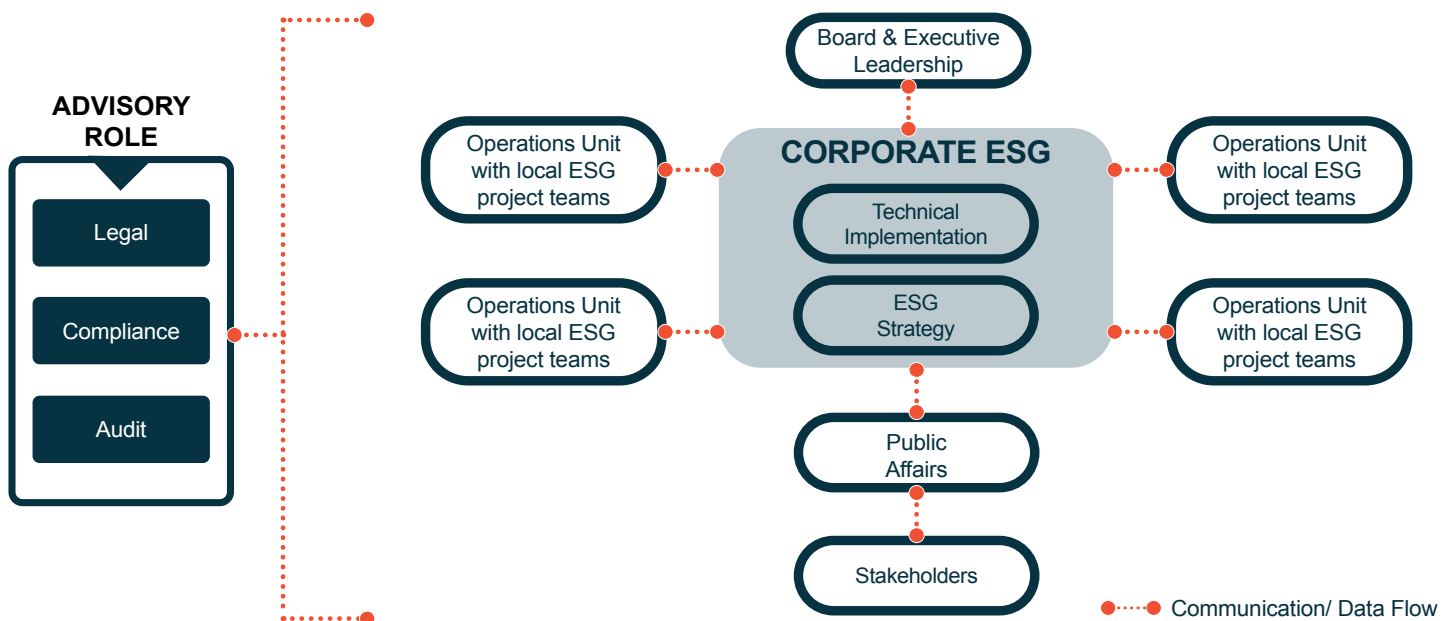 ADVISORY
ROLE
Legal
Compliance
Audit
Board & Executive
Leadership
Operations Unit
with local ESG
project teams
Operations Unit
with local ESG
project teams
CORPORATE ESG
Technical
Implementation
ESG
Strategy
Operations Unit
with local ESG
project teams
Operations Unit
with local ESG
project teams
Public
Affairs
Stakeholders
Communication/ Data Flow